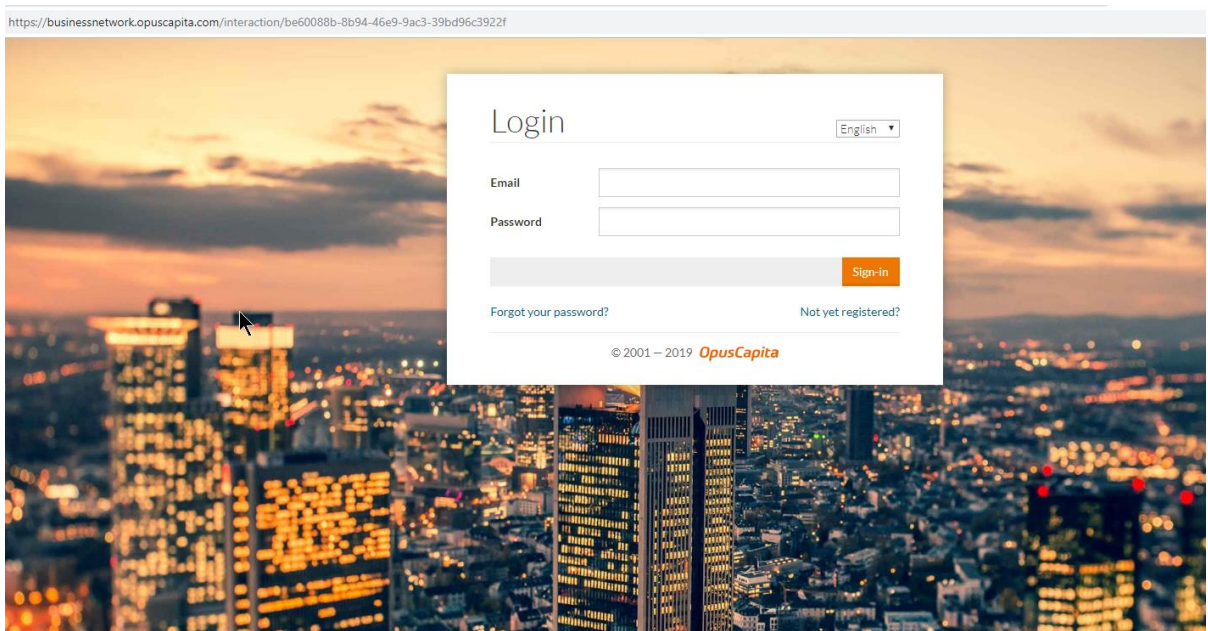 https://businessnetwork.opuscapita.com/interaction/be60088b-8b94-46e9-9ac3-39bd96c3922f
Login
English
Email
Password
Sign-in
Forgot your password? Not yet registered?
© 2001 – 2019 OpusCapita